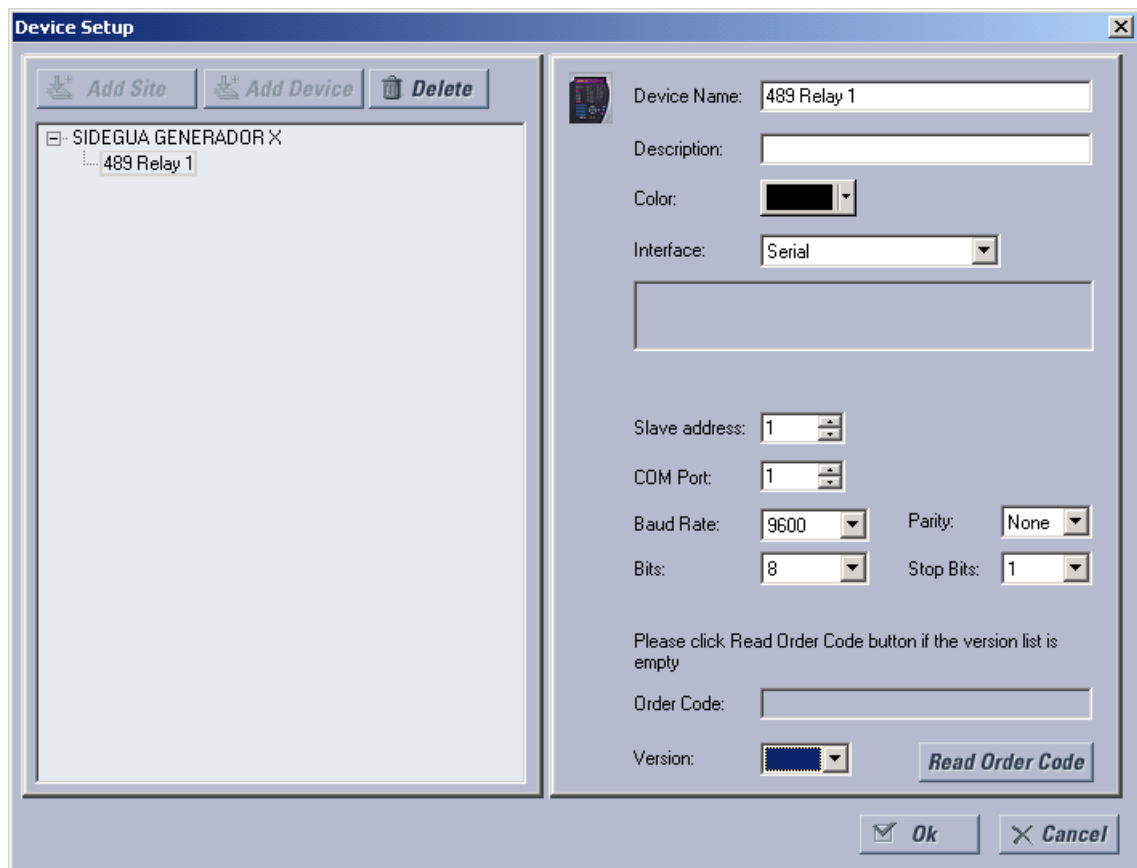 Device Setup
Add Site
Add Device
Delete
SIDEGUA GENERADOR X
489 Relay 1
Device Name: 489 Relay 1
Description:
Color:
Interface: Serial
Slave address: 1
COM Port: 1
Baud Rate: 9600 Parity: None
Bits: 8 Stop Bits: 1
Please click Read Order Code button if the version list is
empty
Order Code:
Version:
Read Order Code
Ok
Cancel